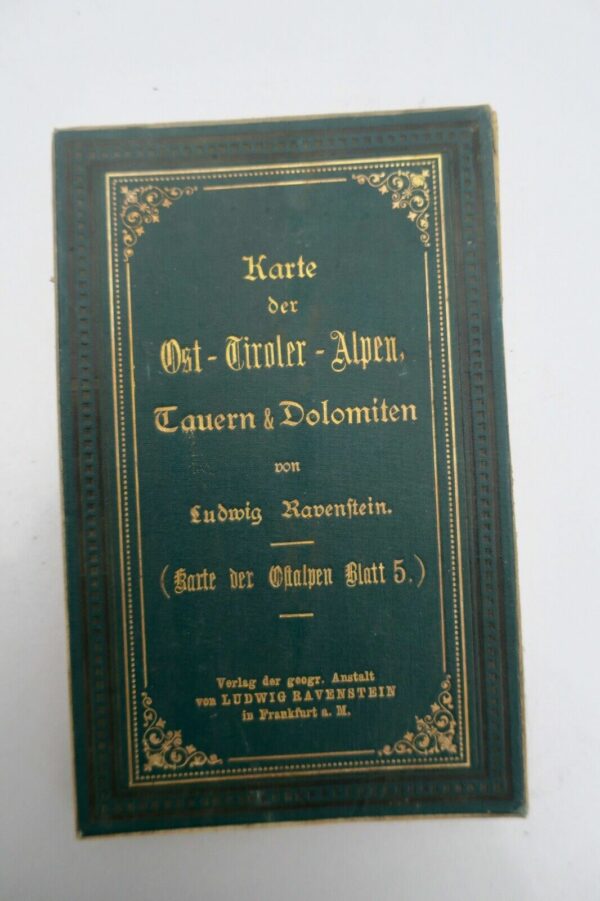 Karte
der
Ost-Tiroler-Alpen,
Tauern & Dolomiten
von
Ludwig Ravenstein.
(Karte der Ostalpen Blatt 5.)
Verlag der geogr. Anstalt
von LUDWIG RAVENSTEIN
in Frankfurt a. M.